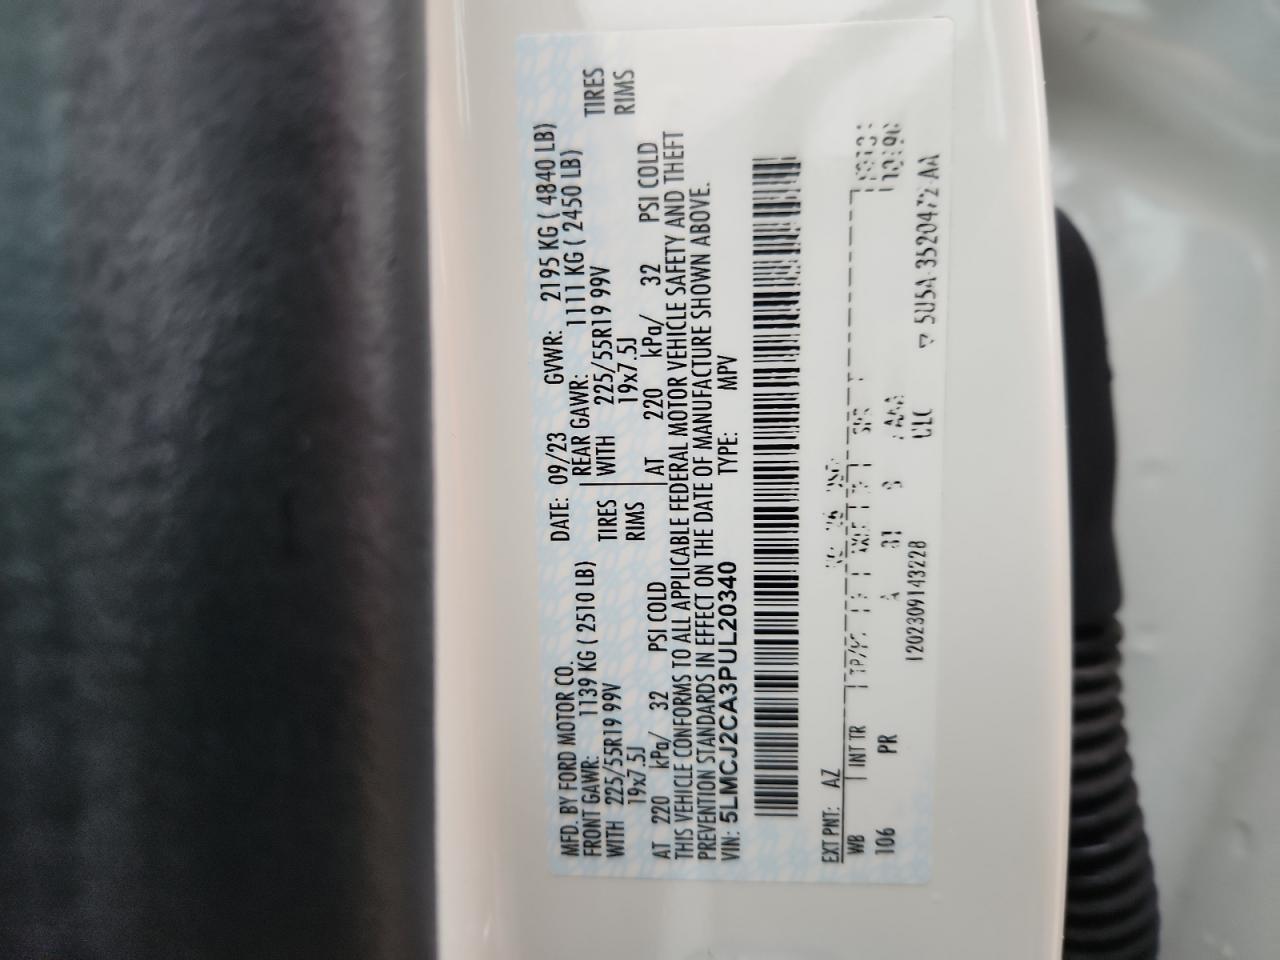 MFD. BY FORD MOTOR CO. DATE: 09/23 GVWR: 2195 KG ( 4840 LB)
FRONT GAWR: 1139 KG ( 2510 LB) REAR GAWR: 1111 KG ( 2450 LB)
WITH 225/55R19 99V TIRES WITH 225/55R19 99V TIRES
19x7.5J RIMS 19x7.5J RIMS
AT 220 kPa/ 32 PSI COLD AT 220 kPa/ 32 PSI COLD
THIS VEHICLE CONFORMS TO ALL APPLICABLE FEDERAL MOTOR VEHICLE SAFETY AND THEFT
PREVENTION STANDARDS IN EFFECT ON THE DATE OF MANUFACTURE SHOWN ABOVE.
VIN: 5LMCJ2CA3PUL20340 TYPE: MPV
EXT PNT: AZ
WB INT TR
106 PR A
1202309143228 ULC ▽ 5U5A-3520472-AA